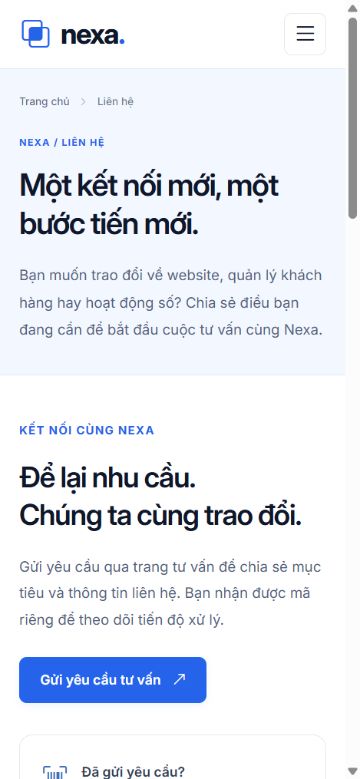 nexa.
Trang chủ > Liên hệ
NEXA / LIÊN HỆ
Một kết nối mới, một
bước tiến mới.
Bạn muốn trao đổi về website, quản lý khách
hàng hay hoạt động số? Chia sẻ điều bạn
đang cần để bắt đầu cuộc tư vấn cùng Nexa.
KẾT NỐI CÙNG NEXA
Để lại nhu cầu.
Chúng ta cùng trao đổi.
Gửi yêu cầu qua trang tư vấn để chia sẻ mục
tiêu và thông tin liên hệ. Bạn nhận được mã
riêng để theo dõi tiến độ xử lý.
Gửi yêu cầu tư vấn
Đã gửi yêu cầu?